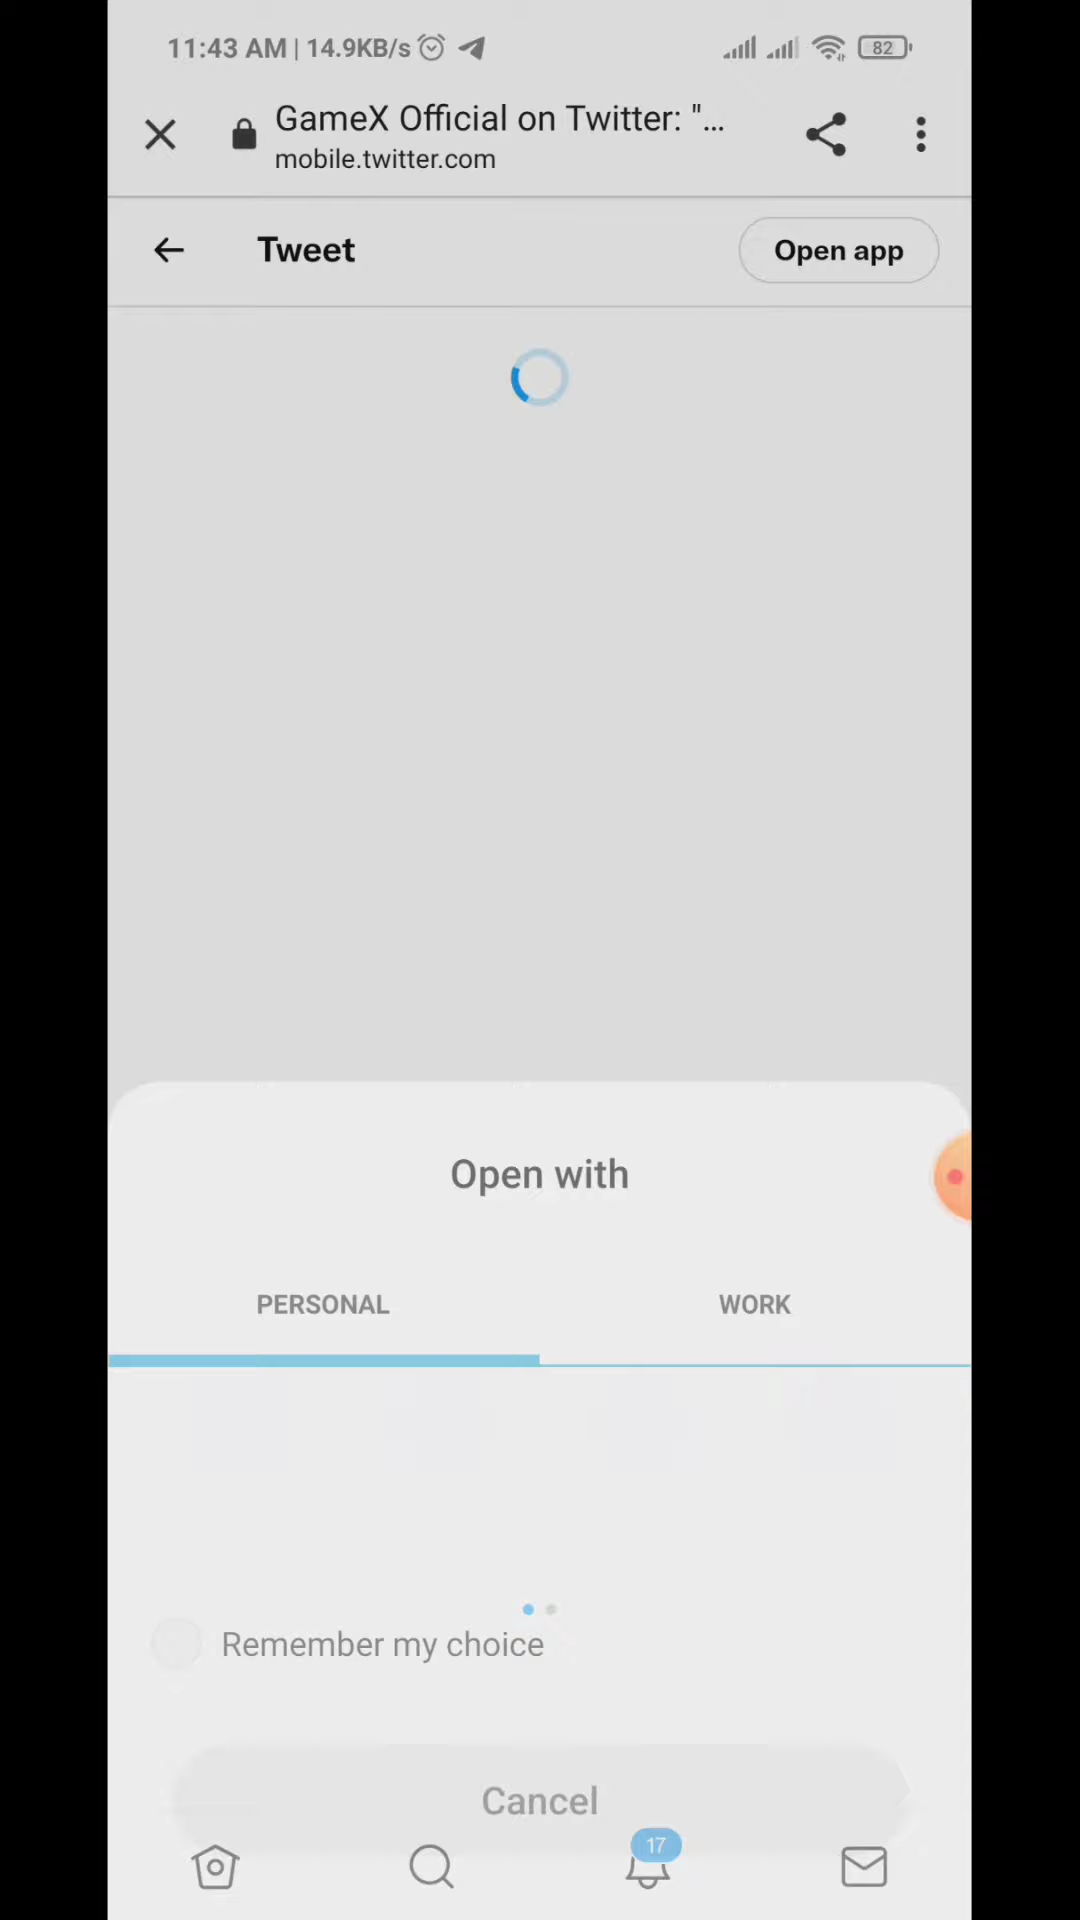 11:43 AM | 14.9KB/s
82
GameX Official on Twitter: "...
mobile.twitter.com
Tweet
Open app
Open with
PERSONAL
WORK
Remember my choice
Cancel
17